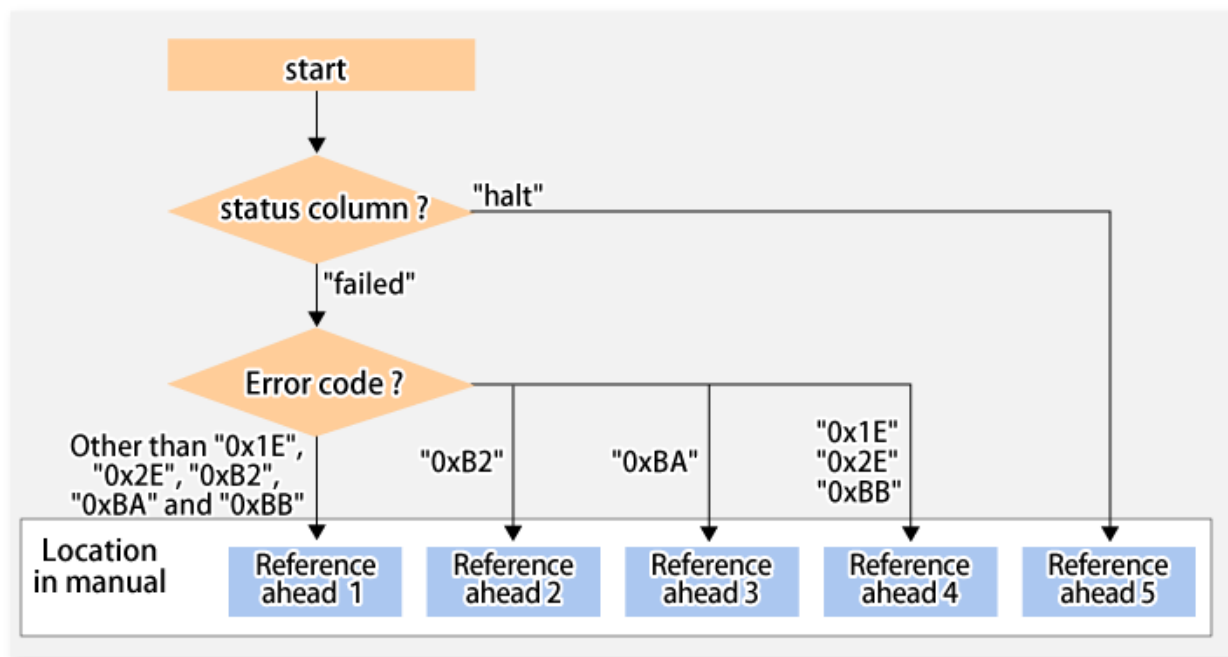 start
status column ?
"halt"
"failed"
Error code ?
Other than "0x1E",
"0x2E", "0xB2",
"0xBA" and "0xBB"
"0xB2"
"0xBA"
"0x1E"
"0x2E"
"0xBB"
Location
in manual
Reference
ahead 1
Reference
ahead 2
Reference
ahead 3
Reference
ahead 4
Reference
ahead 5